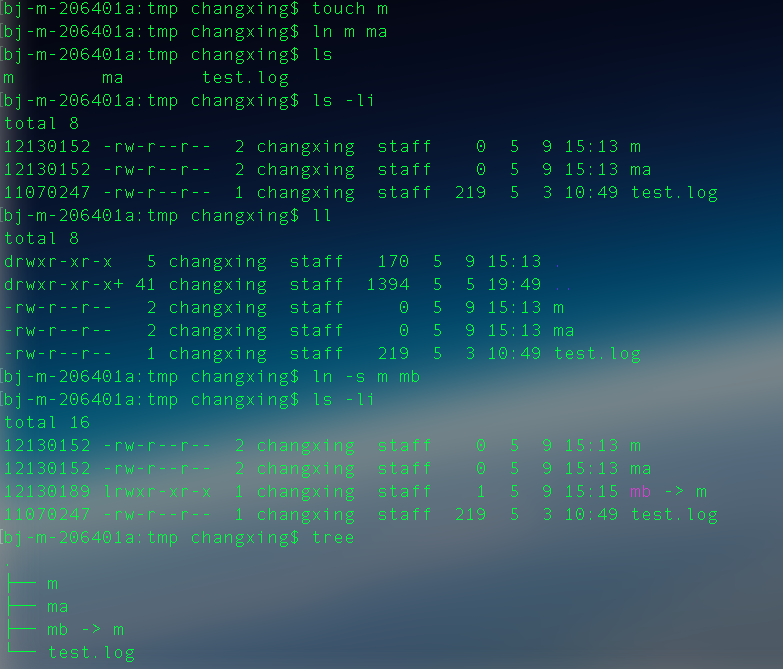 [bj-m-206401a:tmp changxing$ touch m
[bj-m-206401a:tmp changxing$ ln m ma
[bj-m-206401a:tmp changxing$ ls
m          ma          test.log
[bj-m-206401a:tmp changxing$ ls -li
total 8
12130152 -rw-r--r--  2 changxing  staff    0  5  9 15:13 m
12130152 -rw-r--r--  2 changxing  staff    0  5  9 15:13 ma
11070247 -rw-r--r--  1 changxing  staff  219  5  3 10:49 test.log
[bj-m-206401a:tmp changxing$ ll
total 8
drwxr-xr-x   5 changxing  staff   170  5  9 15:13 .
drwxr-xr-x+ 41 changxing  staff  1394  5  5 19:49 ..
-rw-r--r--   2 changxing  staff     0  5  9 15:13 m
-rw-r--r--   2 changxing  staff     0  5  9 15:13 ma
-rw-r--r--   1 changxing  staff   219  5  3 10:49 test.log
[bj-m-206401a:tmp changxing$ ln -s m mb
[bj-m-206401a:tmp changxing$ ls -li
total 16
12130152 -rw-r--r--  2 changxing  staff    0  5  9 15:13 m
12130152 -rw-r--r--  2 changxing  staff    0  5  9 15:13 ma
12130189 lrwxr-xr-x  1 changxing  staff    1  5  9 15:15 mb -> m
11070247 -rw-r--r--  1 changxing  staff  219  5  3 10:49 test.log
[bj-m-206401a:tmp changxing$ tree
.
├── m
├── ma
├── mb -> m
└── test.log